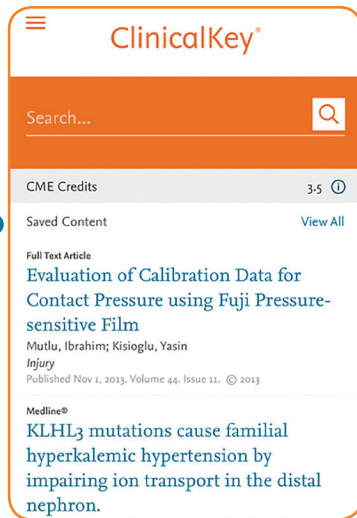 ClinicalKey®
Search...
CME Credits 3.5 i
Saved Content View All
Full Text Article
Evaluation of Calibration Data for
Contact Pressure using Fuji Pressure-
sensitive Film
Mutlu, Ibrahim; Kisioglu, Yasin
Injury
Published Nov 1, 2013. Volume 44. Issue 11. © 2013
Medline®
KLHL3 mutations cause familial
hyperkalemic hypertension by
impairing ion transport in the distal
nephron.